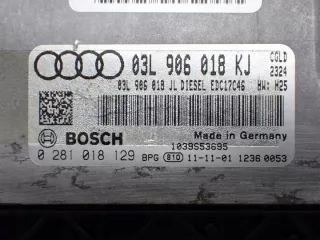 03L 906 018 KJ
CGLD
2324
03L 906 018 JL DIESEL EDC17C46 HW: H25
BOSCH
Made in Germany
1039S53695
0 281 018 129 BPG 810 11-11-01 1236 0053